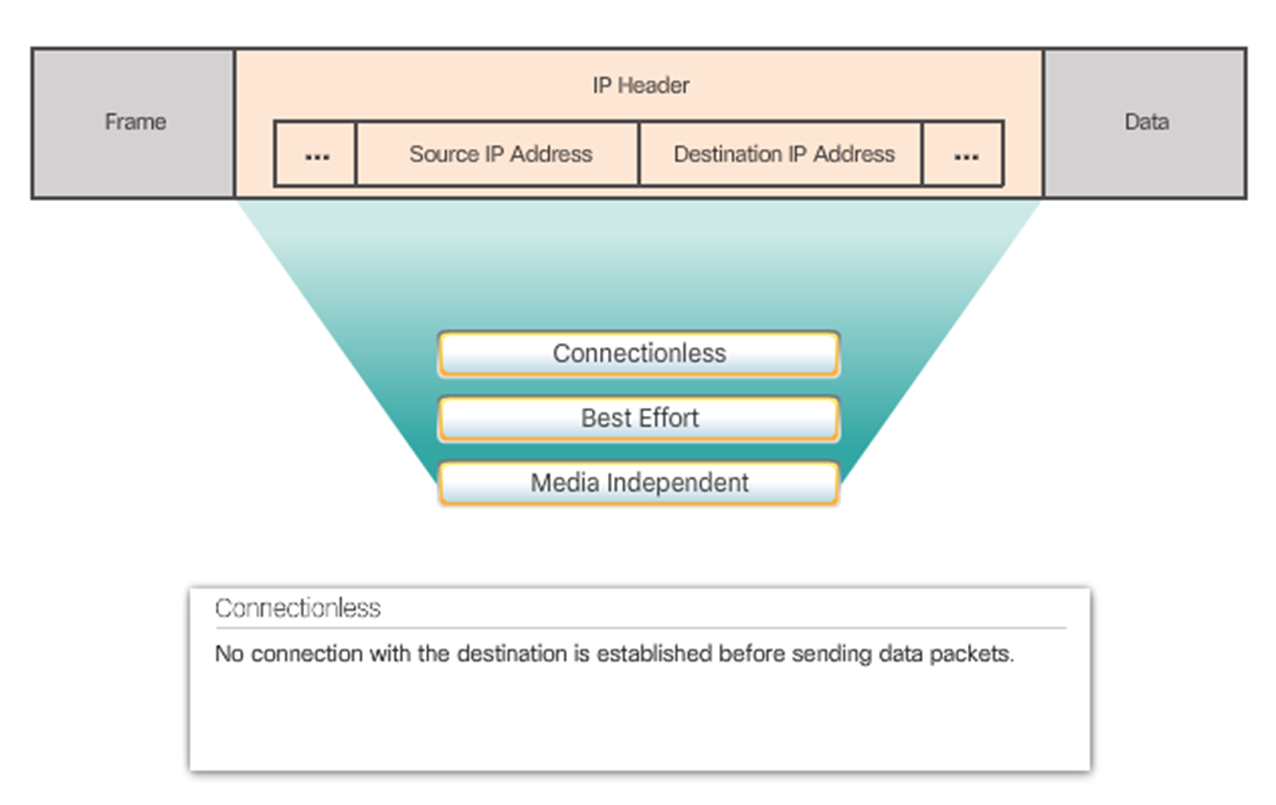 IP Header
Frame
... Source IP Address Destination IP Address ...
Data
Connectionless
Best Effort
Media Independent
Connectionless
No connection with the destination is established before sending data packets.